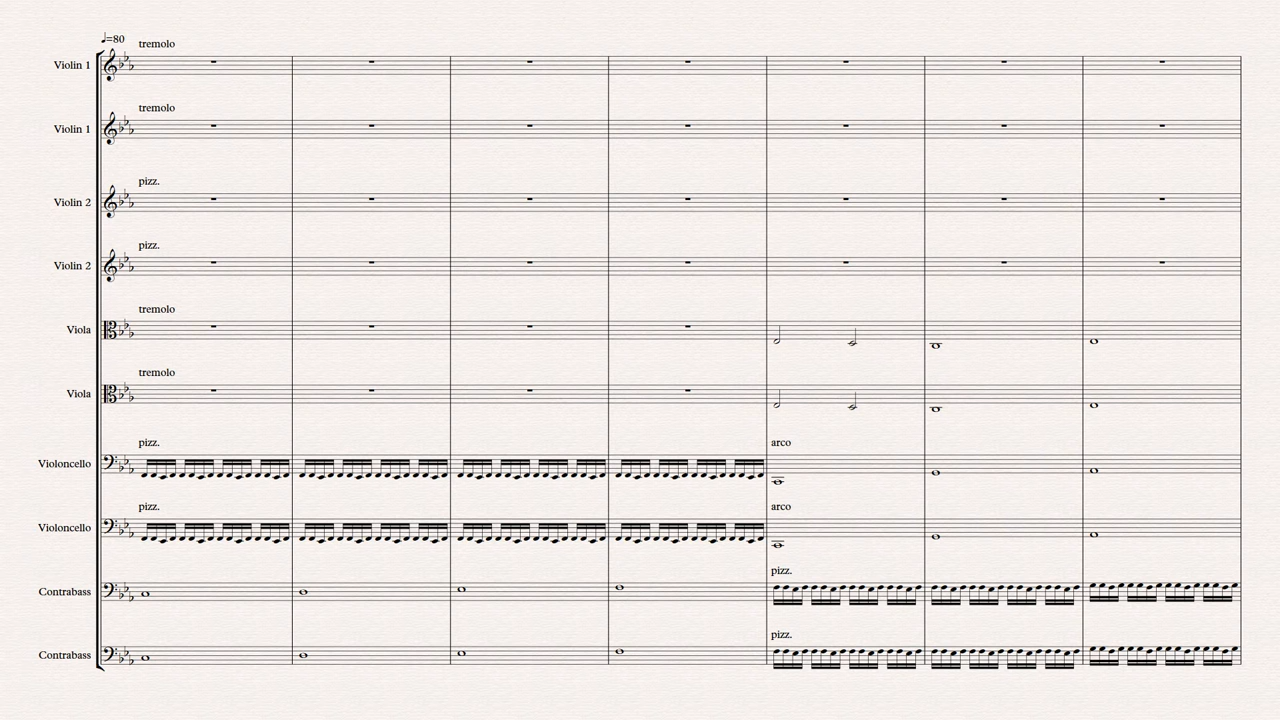 ♩=80
tremolo
Violin 1
tremolo
Violin 1
pizz.
Violin 2
pizz.
Violin 2
tremolo
Viola
tremolo
Viola
pizz. arco
Violoncello
pizz. arco
Violoncello
pizz.
Contrabass
pizz.
Contrabass